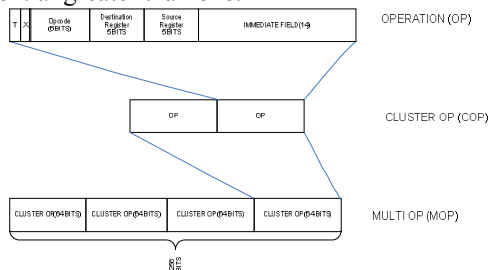 T X Opcode (6BITS) Destination Register 5BITS Source Register 5BITS IMMEDIATE FIELD(14) OPERATION (OP)
OP OP CLUSTER OP (COP)
CLUSTER OP(64BITS) CLUSTER OP(64BITS) CLUSTER OP(64BITS) CLUSTER OP(64BITS) MULTI OP (MOP)
BITS